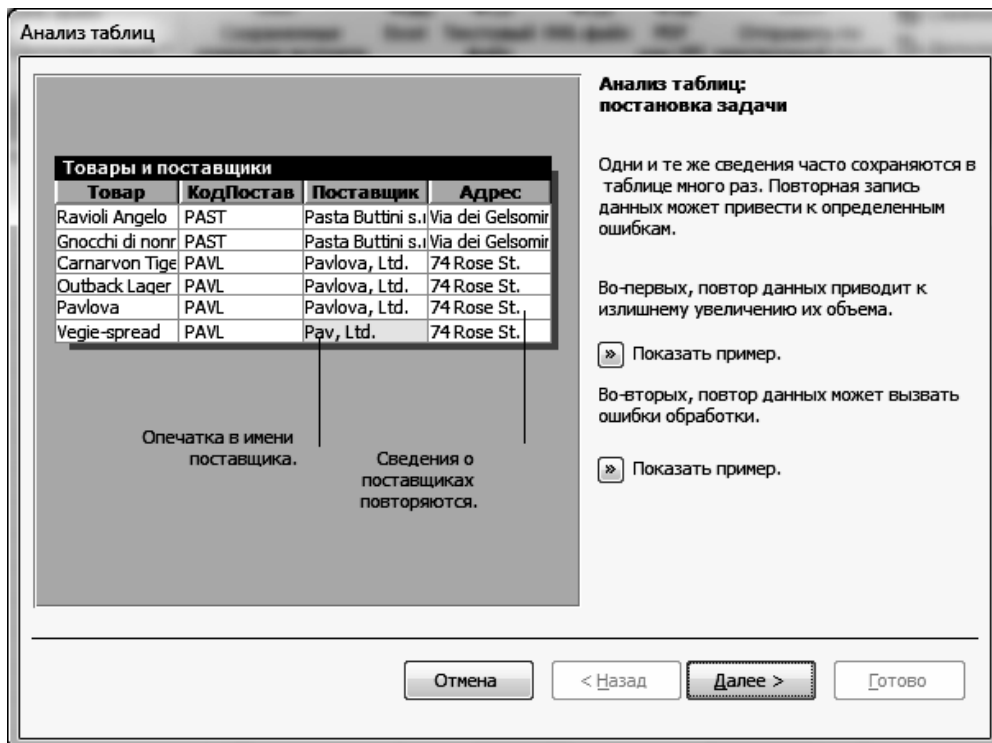 Анализ таблиц
Анализ таблиц:
постановка задачи
Товары и поставщики
Товар КодПостав Поставщик Адрес
Ravioli Angelo PAST Pasta Buttini s.ı Via dei Gelsomir
Gnocchi di nonr PAST Pasta Buttini s.ı Via dei Gelsomir
Carnarvon Tige PAVL Pavlova, Ltd. 74 Rose St.
Outback Lager PAVL Pavlova, Ltd. 74 Rose St.
Pavlova PAVL Pavlova, Ltd. 74 Rose St.
Vegie-spread PAVL Pav, Ltd. 74 Rose St.
Опечатка в имени
поставщика.
Сведения о
поставщиках
повторяются.
Одни и те же сведения часто сохраняются в
таблице много раз. Повторная запись
данных может привести к определенным
ошибкам.
Во-первых, повтор данных приводит к
излишнему увеличению их объема.
» Показать пример.
Во-вторых, повтор данных может вызвать
ошибки обработки.
» Показать пример.
Отмена
< Назад
Далее >
Готово